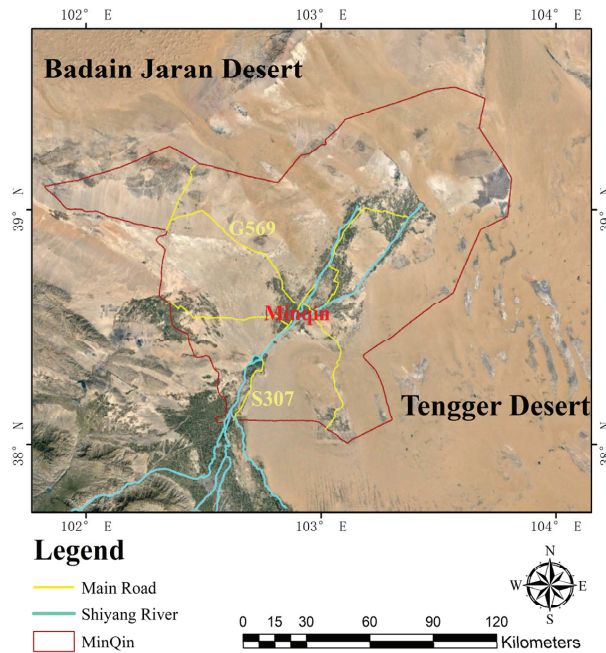 102° E 103° E 104° E
Badain Jaran Desert
39° N
39° N
G569
Minqin
S307
Tengger Desert
38° N
38° N
102° E 103° E 104° E
Legend
Main Road
Shiyang River
MinQin
N
W E
S
0 15 30 60 90 120
Kilometers